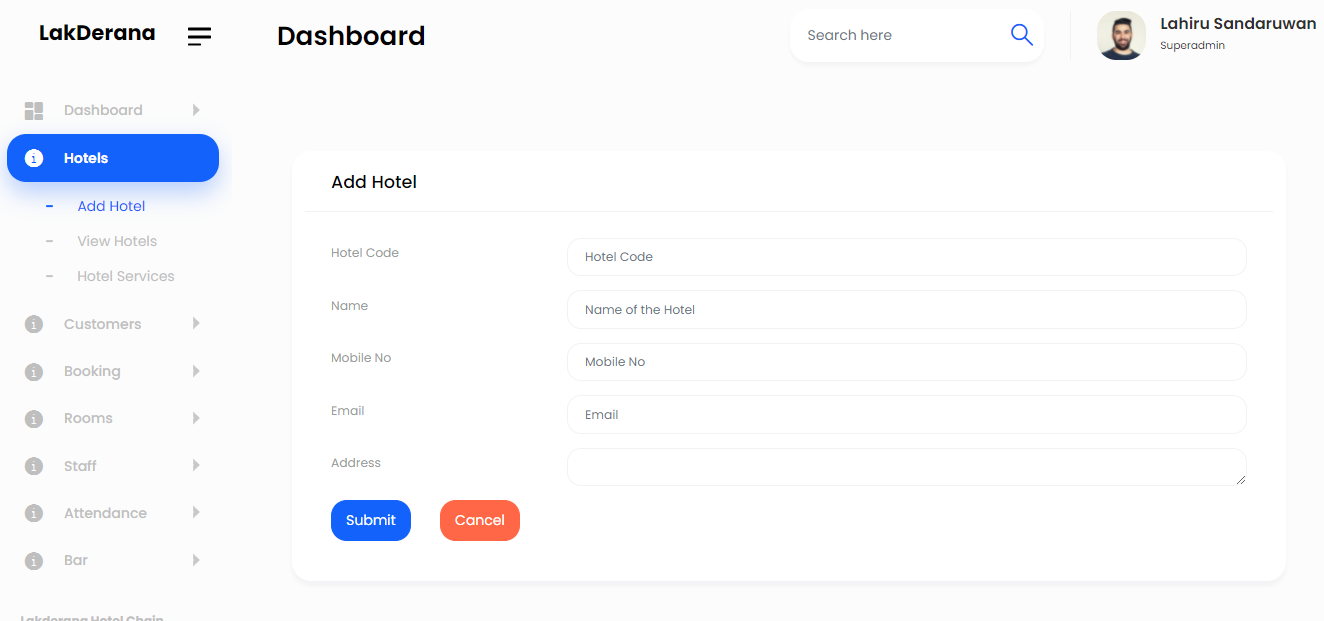 LakDerana
Dashboard
Search here
Lahiru Sandaruwan
Superadmin
Dashboard
Hotels
Add Hotel
View Hotels
Hotel Services
Customers
Booking
Rooms
Staff
Attendance
Bar
Lakderana Hotel Chain
Add Hotel
Hotel Code
Hotel Code
Name
Name of the Hotel
Mobile No
Mobile No
Email
Email
Address
Submit
Cancel